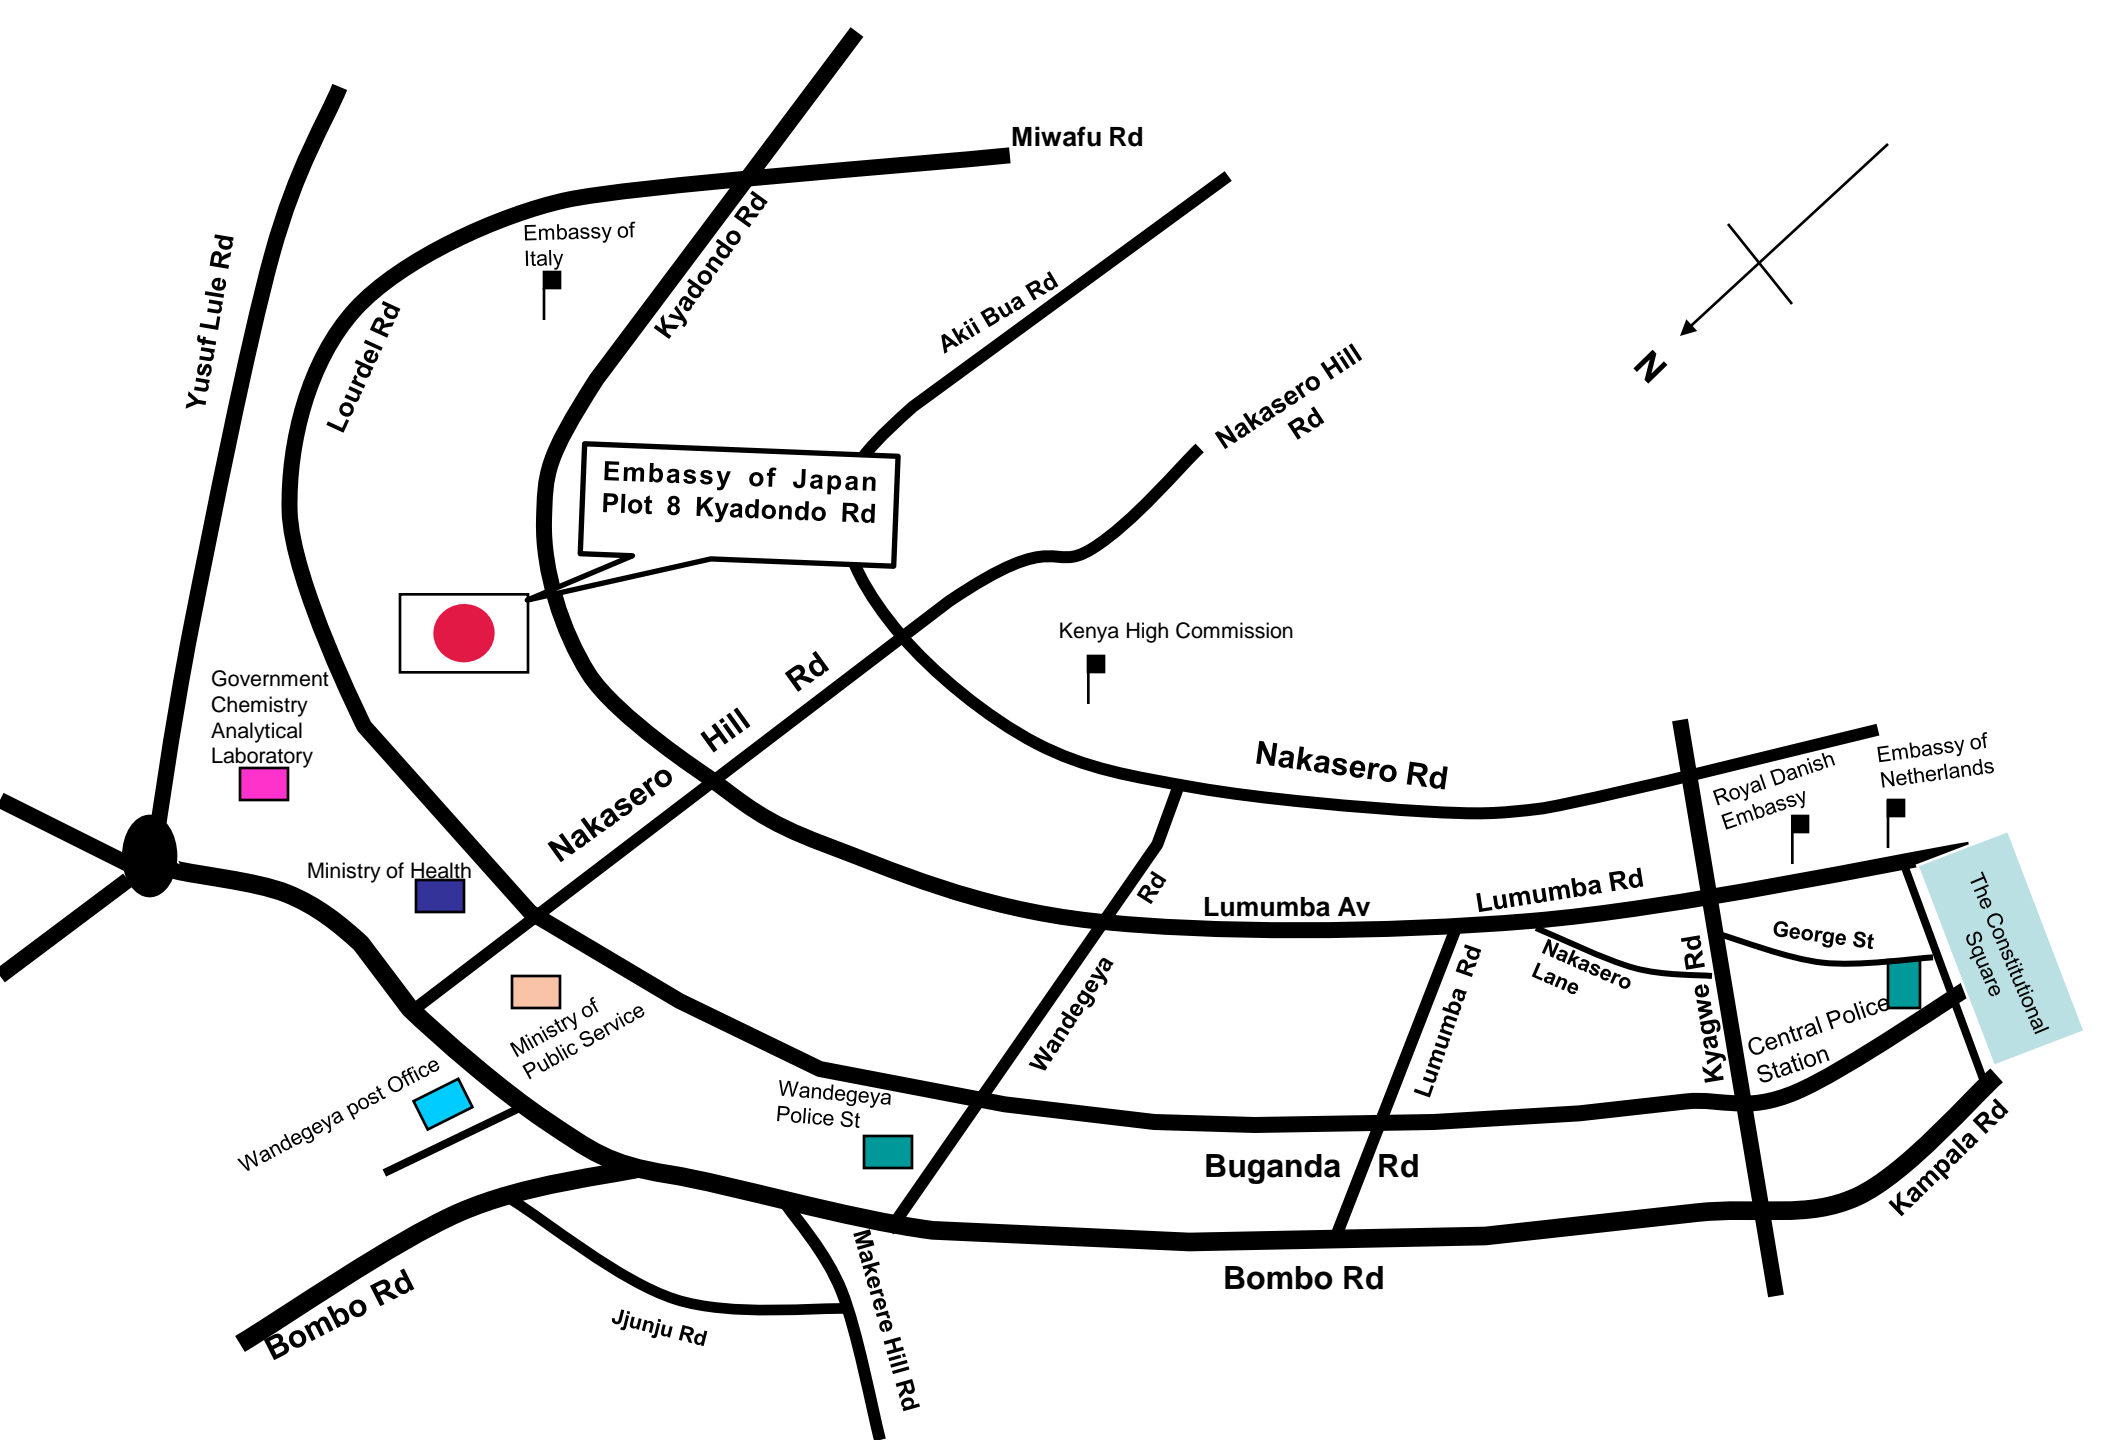 Miwafu Rd
Embassy of
Italy
Kyadondo Rd
Yusuf Lule Rd
Lourdel Rd
Akii Bua Rd
Nakasero Hill
Rd
N
Embassy of Japan
Plot 8 Kyadondo Rd
Kenya High Commission
Government
Chemistry
Analytical
Laboratory
Nakasero Hill Rd
Nakasero Rd
Royal Danish
Embassy
Embassy of
Netherlands
Ministry of Health
Lumumba Av
Lumumba Rd
Wandegeya Rd
George St
Nakasero
Lane
Lumumba Rd
Kyagwe Rd
The Constitutional
Square
Central Police
Station
Ministry of
Public Service
Wandegeya post Office
Wandegeya
Police St
Buganda Rd
Kampala Rd
Bombo Rd
Bombo Rd
Jjunju Rd
Makerere Hill Rd